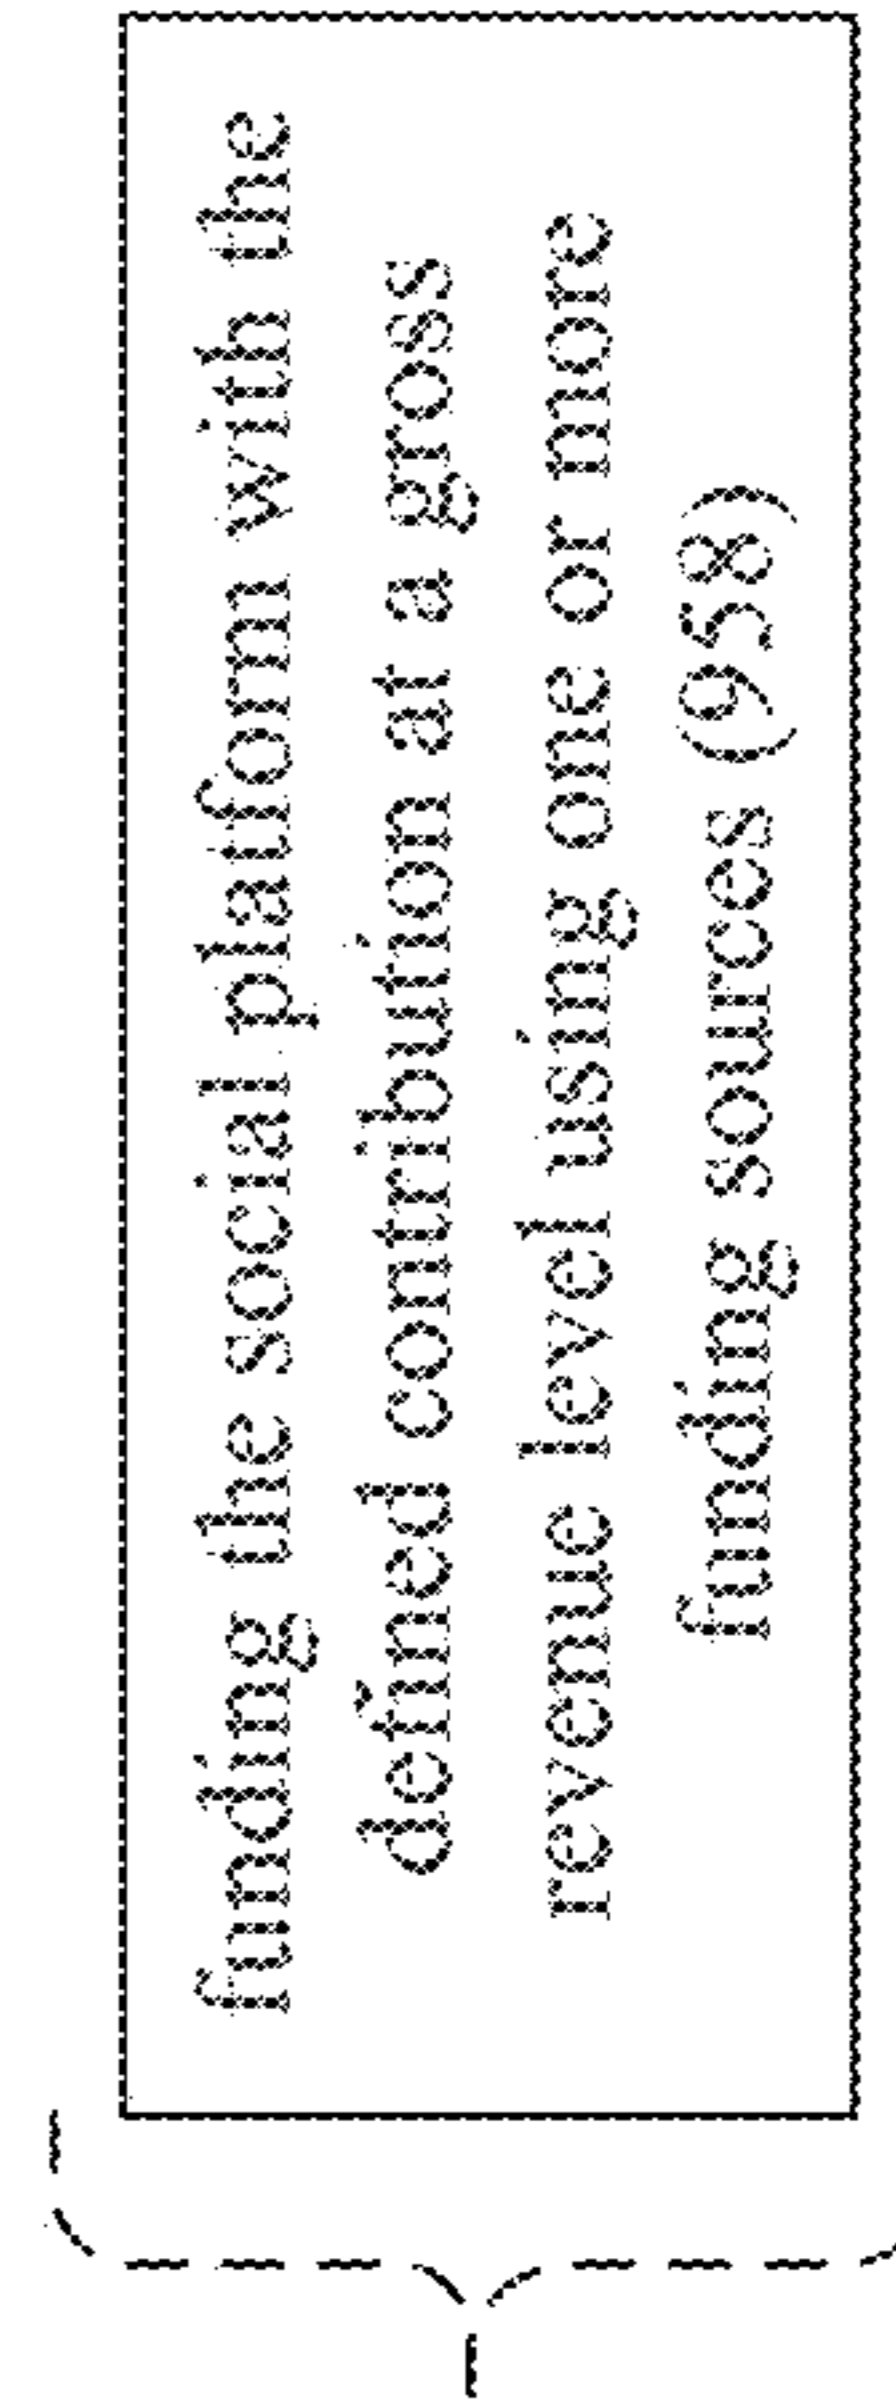 funding the social platform with the
defined contribution at a gross
revenue level using one or more
funding sources (958)